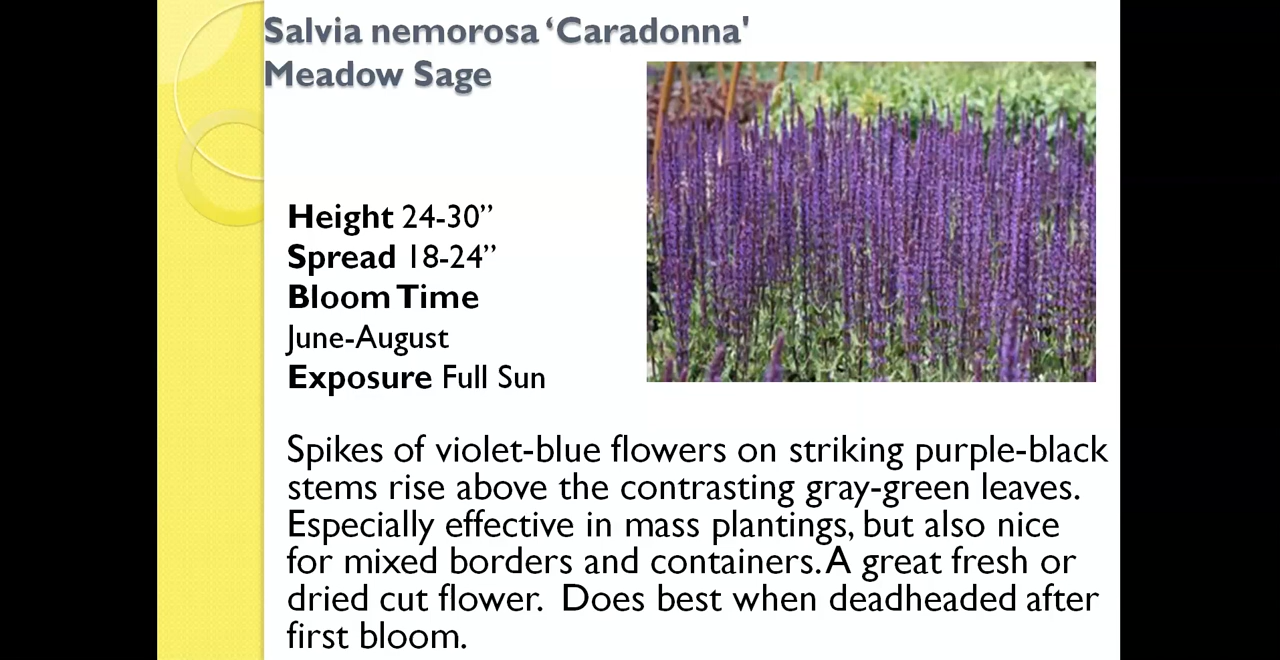 Salvia nemorosa ‘Caradonna'
Meadow Sage
Height 24-30”
Spread 18-24”
Bloom Time
June-August
Exposure Full Sun
Spikes of violet-blue flowers on striking purple-black
stems rise above the contrasting gray-green leaves.
Especially effective in mass plantings, but also nice
for mixed borders and containers. A great fresh or
dried cut flower.  Does best when deadheaded after
first bloom.